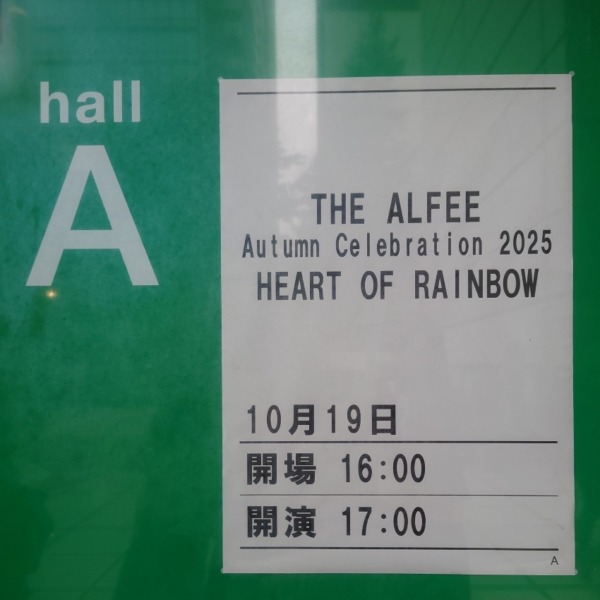 hall
A
THE ALFEE
Autumn Celebration 2025
HEART OF RAINBOW
10月19日
開場 16:00
開演 17:00
A